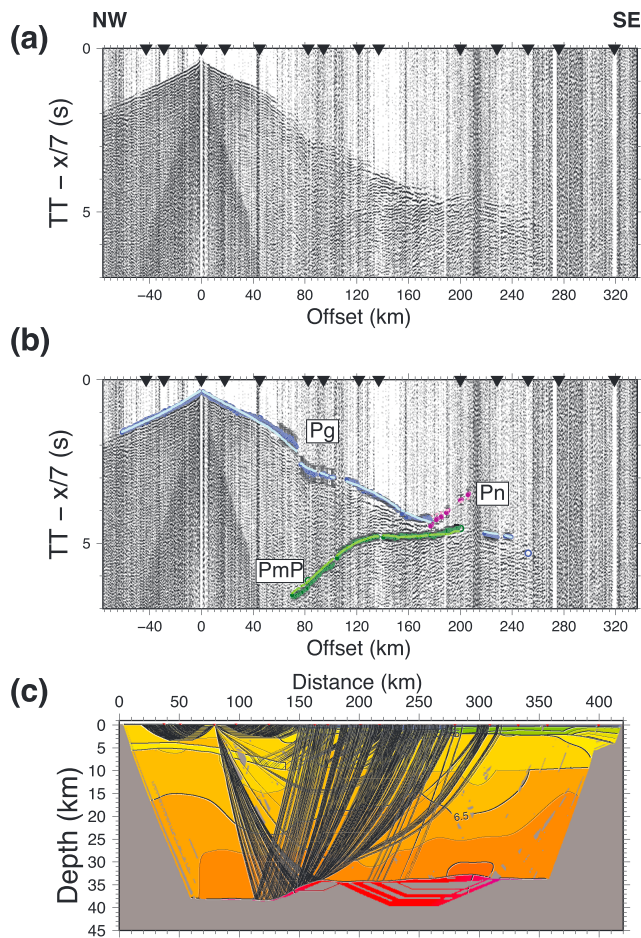 NW SE
(a)
0
5
TT – x/7 (s)
−40 0 40 80 120 160 200 240 280 320
Offset (km)
(b)
0
5
TT – x/7 (s)
Pg
Pn
PmP
−40 0 40 80 120 160 200 240 280 320
Offset (km)
(c)
Distance (km)
0 50 100 150 200 250 300 350 400
0
5
10
15
20
25
30
35
40
45
Depth (km)
6.5